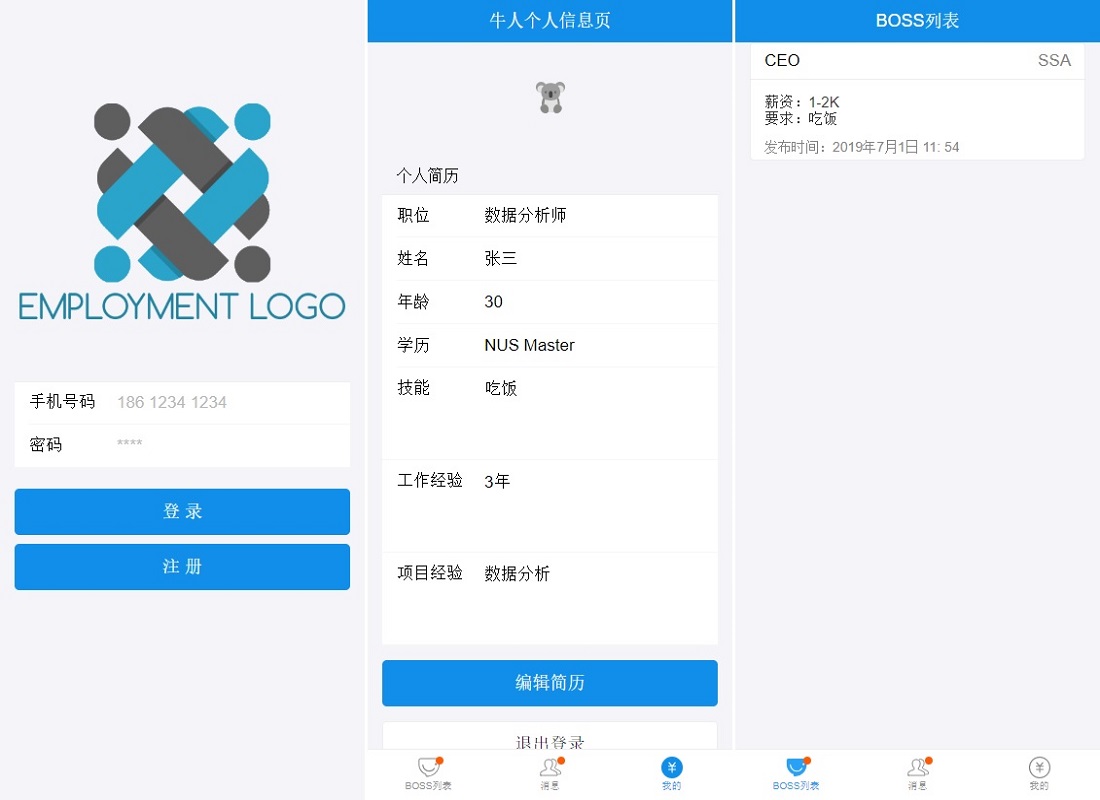 EMPLOYMENT LOGO
手机号码 186 1234 1234
密码 ****
登 录
注 册
牛人个人信息页
个人简历
职位 数据分析师
姓名 张三
年龄 30
学历 NUS Master
技能 吃饭
工作经验 3年
项目经验 数据分析
编辑简历
退出登录
BOSS列表 消息 ¥ 我的
BOSS列表
CEO SSA
薪资：1-2K
要求：吃饭
发布时间：2019年7月1日 11: 54
BOSS列表 消息 ¥ 我的